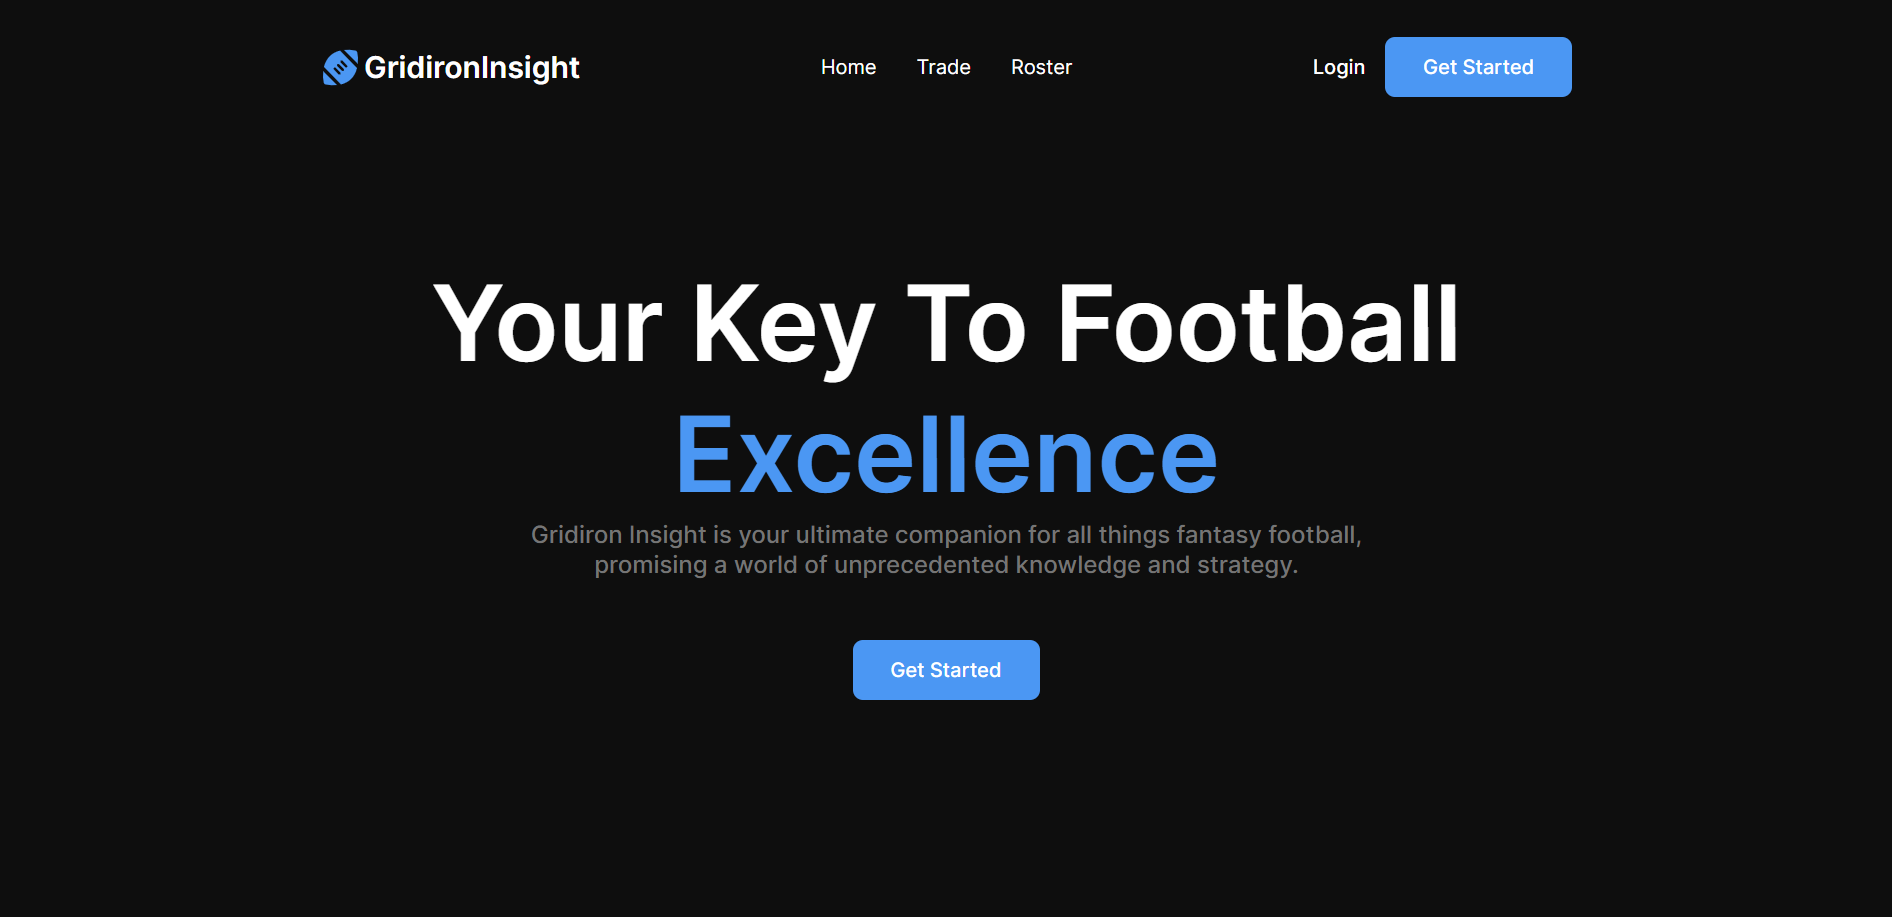 GridironInsight
Home Trade Roster
Login Get Started
Your Key To Football
Excellence
Gridiron Insight is your ultimate companion for all things fantasy football,
promising a world of unprecedented knowledge and strategy.
Get Started